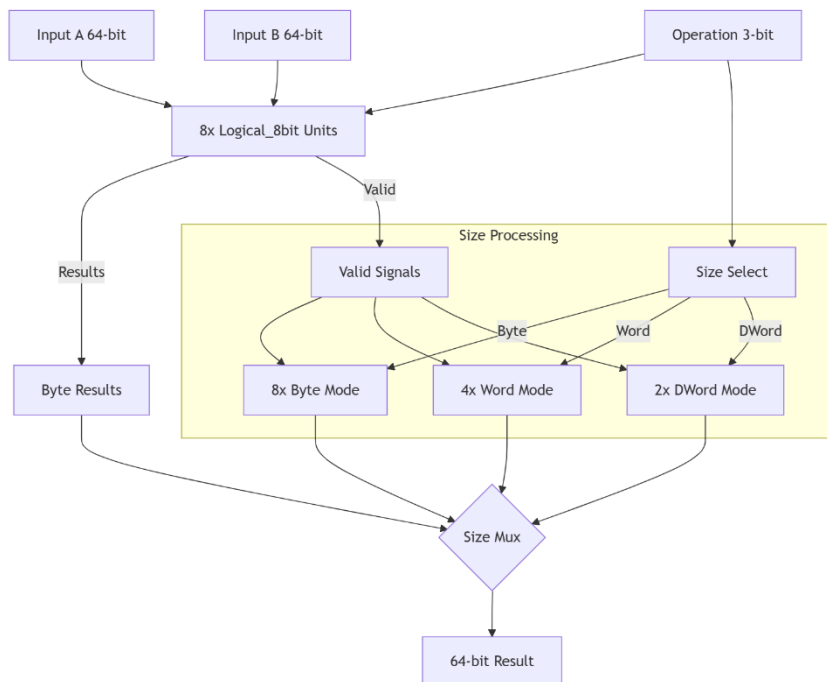 Input A 64-bit
Input B 64-bit
Operation 3-bit
8x Logical_8bit Units
Valid
Size Processing
Results
Valid Signals
Size Select
Byte
Word
DWord
Byte Results
8x Byte Mode
4x Word Mode
2x DWord Mode
Size Mux
64-bit Result